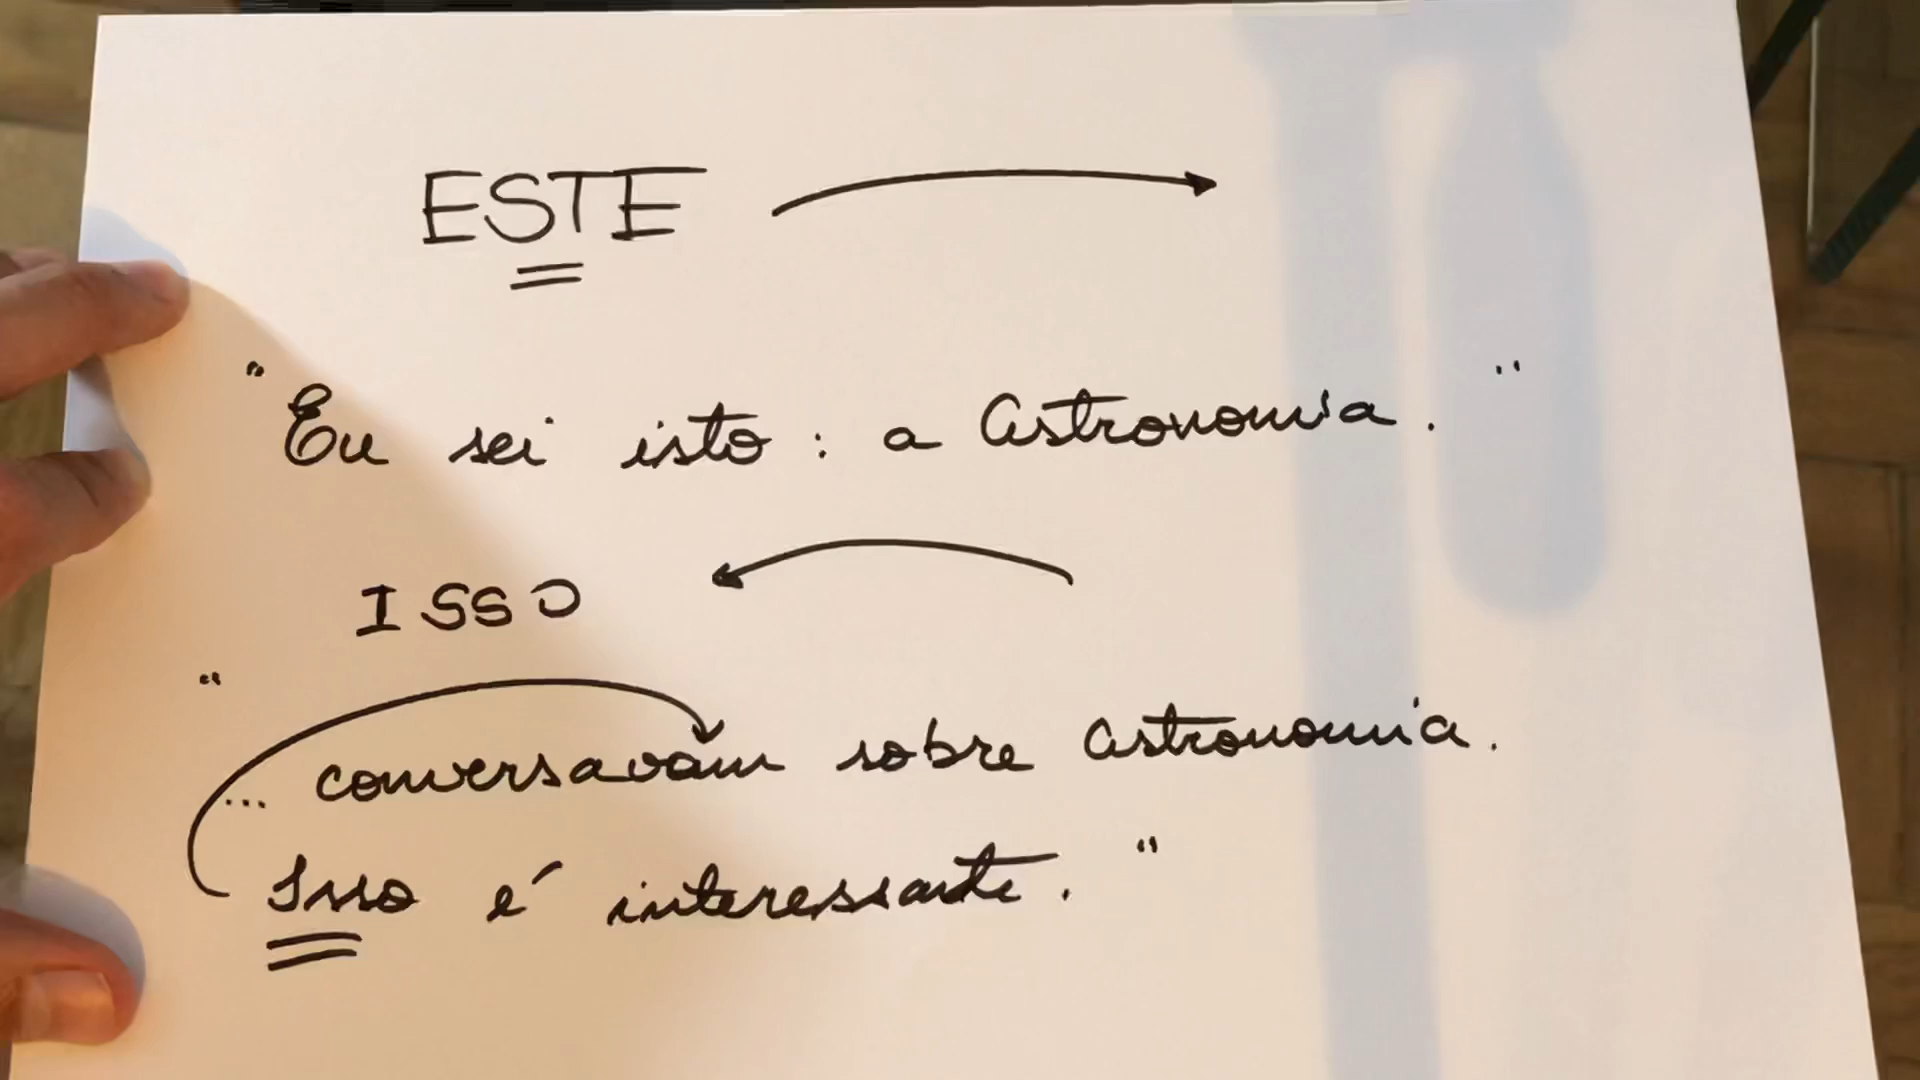 ESTE
"Eu sei isto: a Astronomia."
ISSO
"... conversavam sobre astronomia.
Isso é interessante."